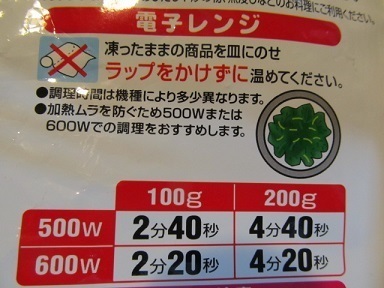 電子レンジ
凍ったままの商品を皿にのせ
ラップをかけずに温めてください。
●調理時間は機種により多少異なります。
●加熱ムラを防ぐため500Wまたは
600Wでの調理をおすすめします。
100g 200g
500W 2分40秒 4分40秒
600W 2分20秒 4分20秒